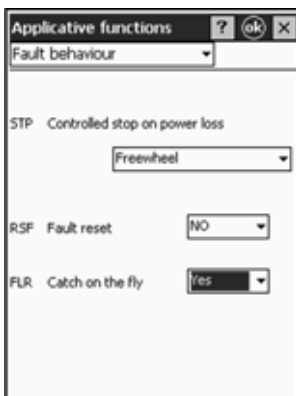 Applicative functions ? ok ×
Fault behaviour
STP Controlled stop on power loss
Freewheel
RSF Fault reset NO
FLR Catch on the fly Yes